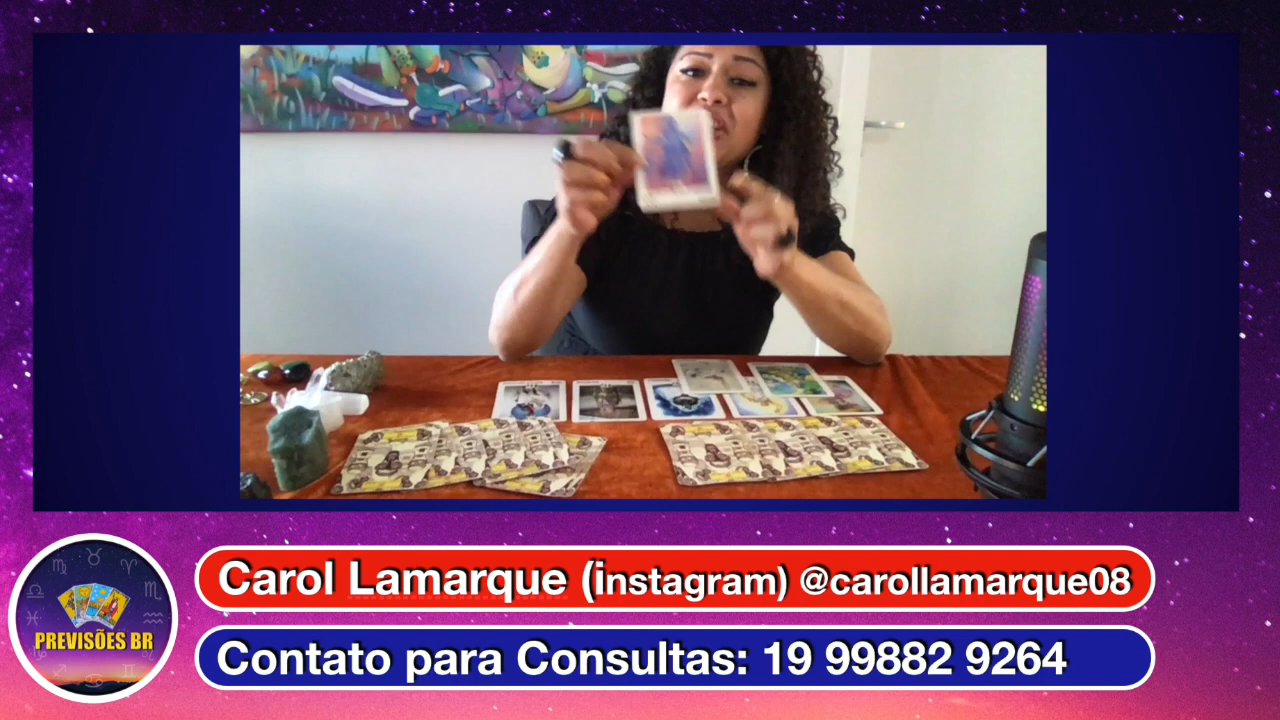 Carol Lamarque (instagram) @carollamarque08
PREVISÕES BR
Contato para Consultas: 19 99882 9264